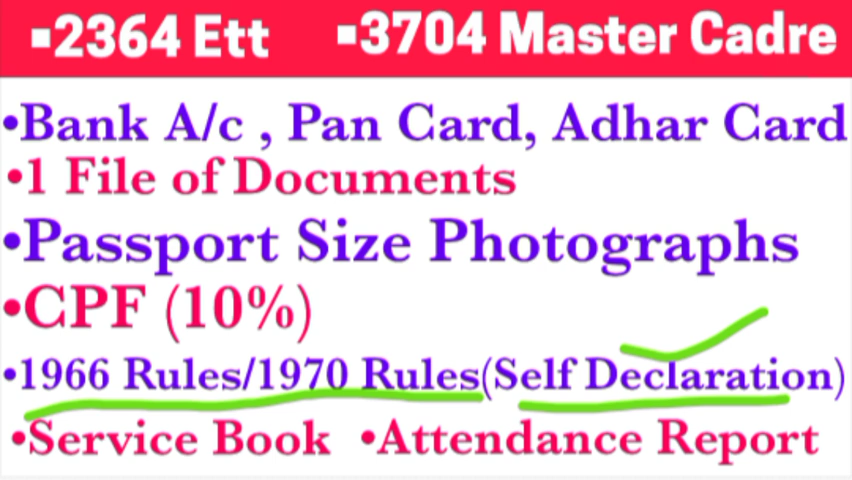 ▪2364 Ett ▪3704 Master Cadre
•Bank A/c , Pan Card, Adhar Card
•1 File of Documents
•Passport Size Photographs
•CPF (10%)
•1966 Rules/1970 Rules(Self Declaration)
•Service Book •Attendance Report